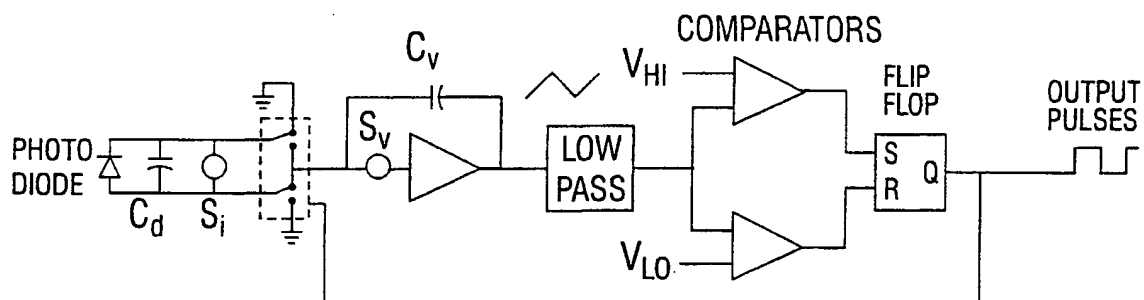 COMPARATORS
C_v
V_HI
FLIP
FLOP
OUTPUT
PULSES
S_v
PHOTO
DIODE
LOW
PASS
S
Q
R
C_d
S_i
V_LO